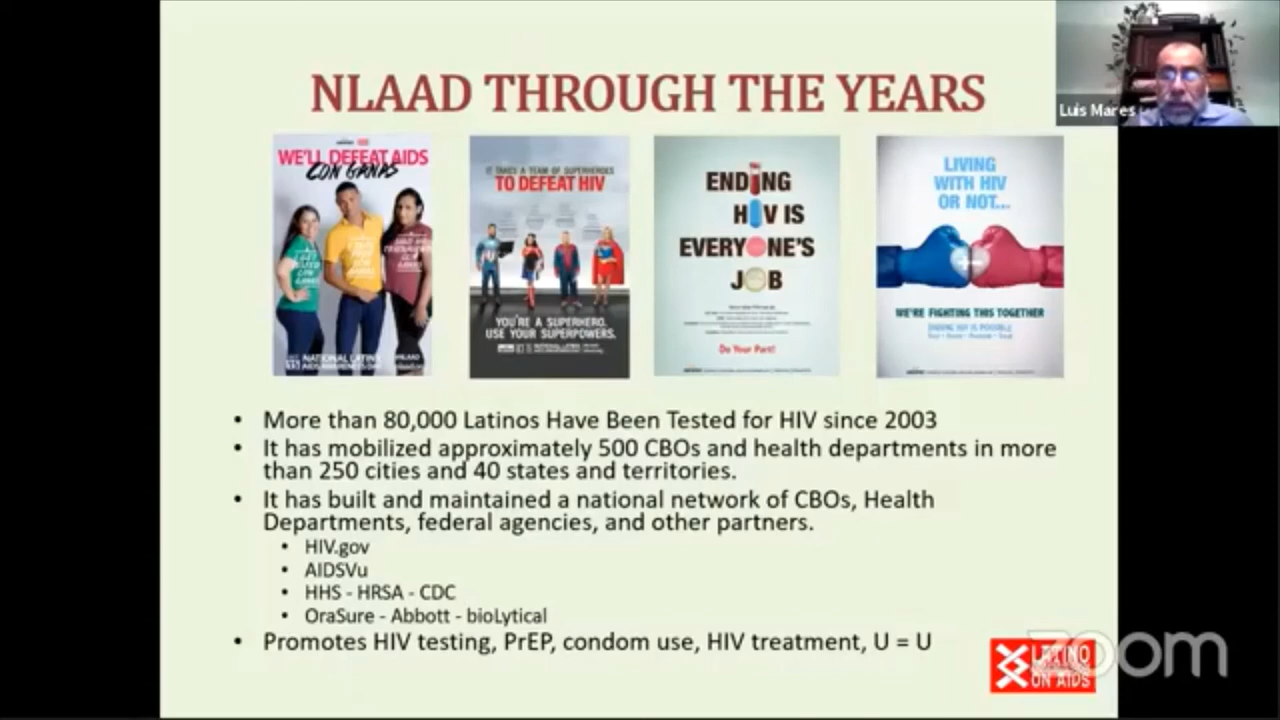 NLAAD THROUGH THE YEARS
Luis Mares
WE'LL DEFEAT AIDS
CON GANAS
NATIONAL LATINX
IT TAKES A TEAM OF SUPERHEROES
TO DEFEAT HIV
YOU'RE A SUPERHERO.
USE YOUR SUPERPOWERS.
ENDING
HIV IS
EVERYONE'S
JOB
Do Your Part!
LIVING
WITH HIV
OR NOT...
WE'RE FIGHTING THIS TOGETHER
ENDING HIV IS POSSIBLE
• More than 80,000 Latinos Have Been Tested for HIV since 2003
• It has mobilized approximately 500 CBOs and health departments in more
than 250 cities and 40 states and territories.
• It has built and maintained a national network of CBOs, Health
Departments, federal agencies, and other partners.
• HIV.gov
• AIDSVu
• HHS - HRSA - CDC
• OraSure - Abbott - bioLytical
• Promotes HIV testing, PrEP, condom use, HIV treatment, U = U
LATINO
ON AIDS
zoom